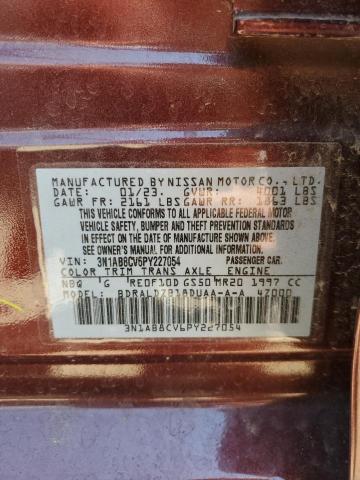 MANUFACTURED BY NISSAN MOTOR CO., LTD.
DATE: 01/23. GVWR: 4001 LBS
GAWR FR: 2161 LBS GAWR RR: 1863 LBS
THIS VEHICLE CONFORMS TO ALL APPLICABLE FEDERAL MOTOR
VEHICLE SAFETY, BUMPER AND THEFT PREVENTION STANDARDS
IN EFFECT ON THE DATE OF MANUFACTURE SHOWN ABOVE.
VIN: 3N1AB8CV6PY227054 PASSENGER CAR.
SEE OWNER'S MANUAL
COLOR TRIM TRANS AXLE ENGINE
NBQ G RE0F10D GS50 MR20 1997 CC
MODEL: BDRALDZB18DUAA-A-A 4Z000
3N1AB8CV6PY227054